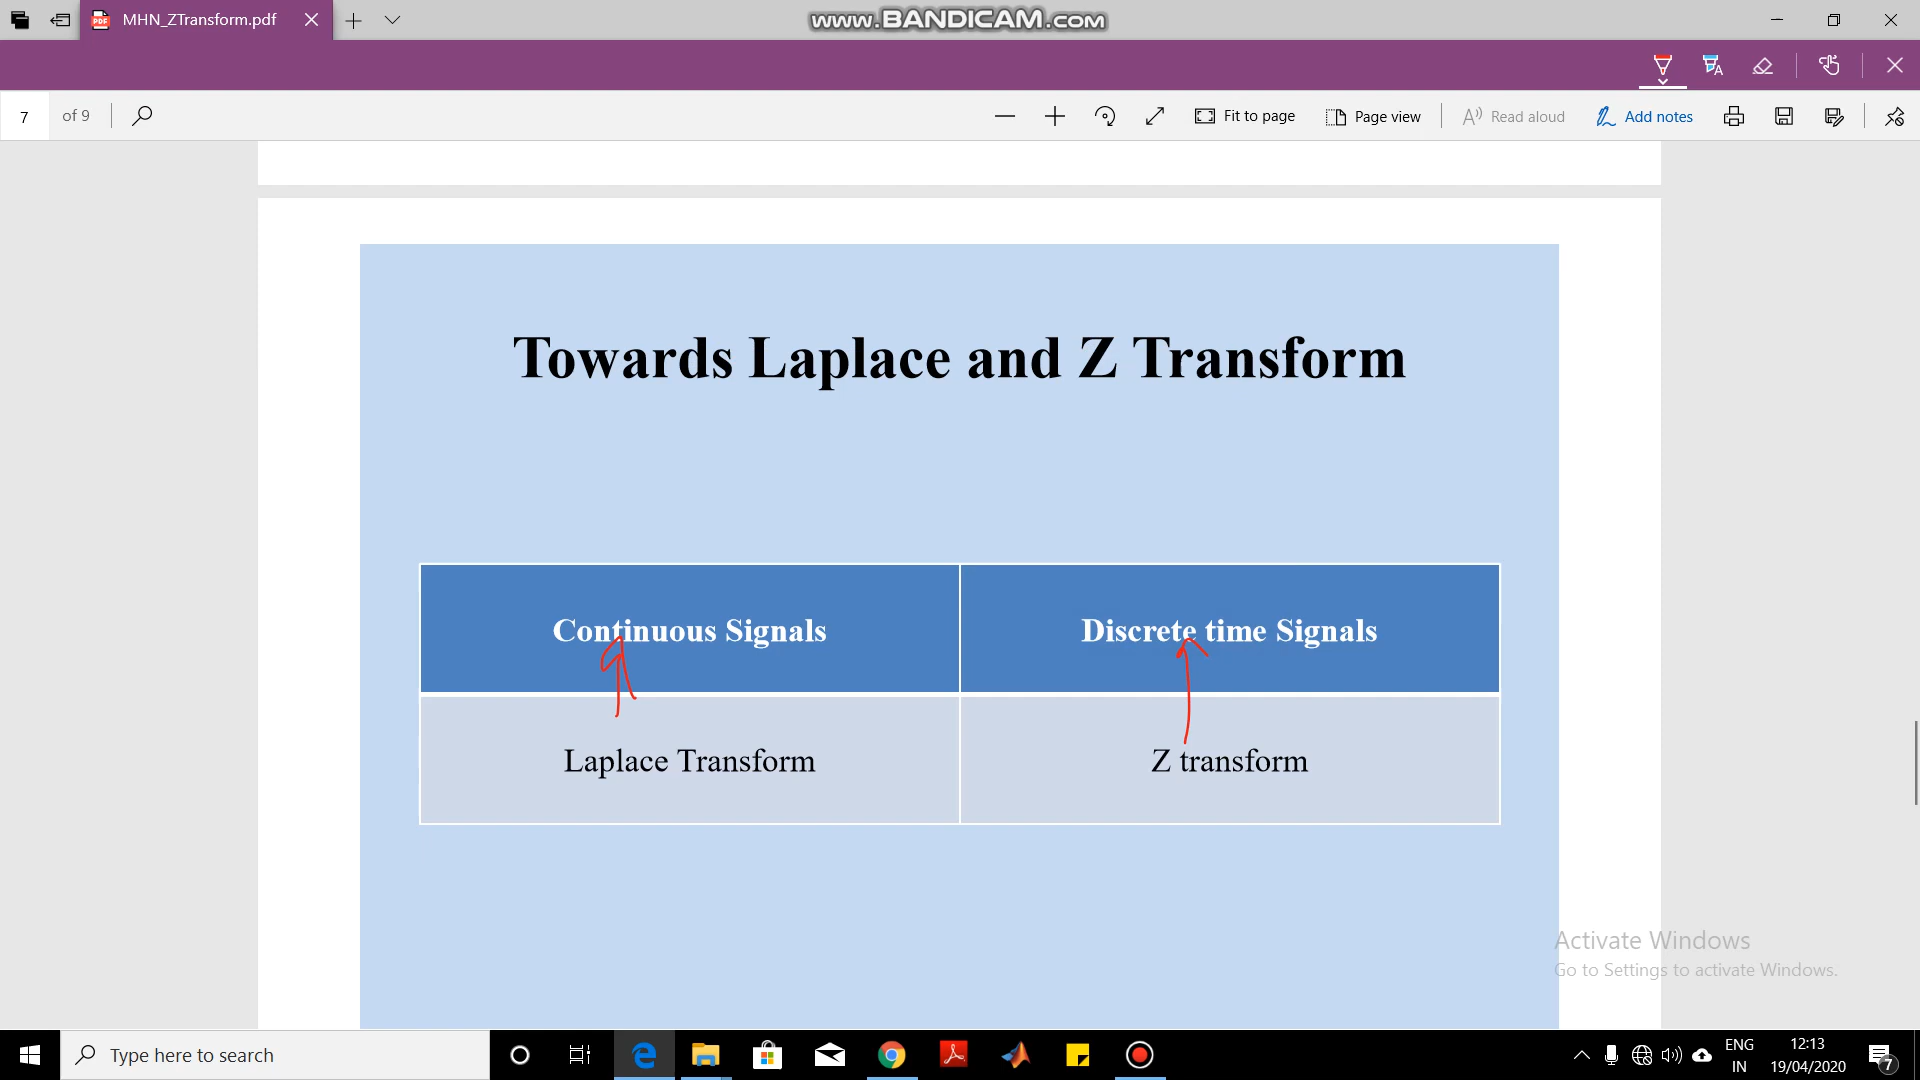 MHN_ZTransform.pdf
www.BANDICAM.com
7 of 9
Fit to page
Page view
Read aloud
Add notes
Towards Laplace and Z Transform
Continuous Signals
Discrete time Signals
Laplace Transform
Z transform
Activate Windows
Go to Settings to activate Windows.
Type here to search
ENG
IN
12:13
19/04/2020
7